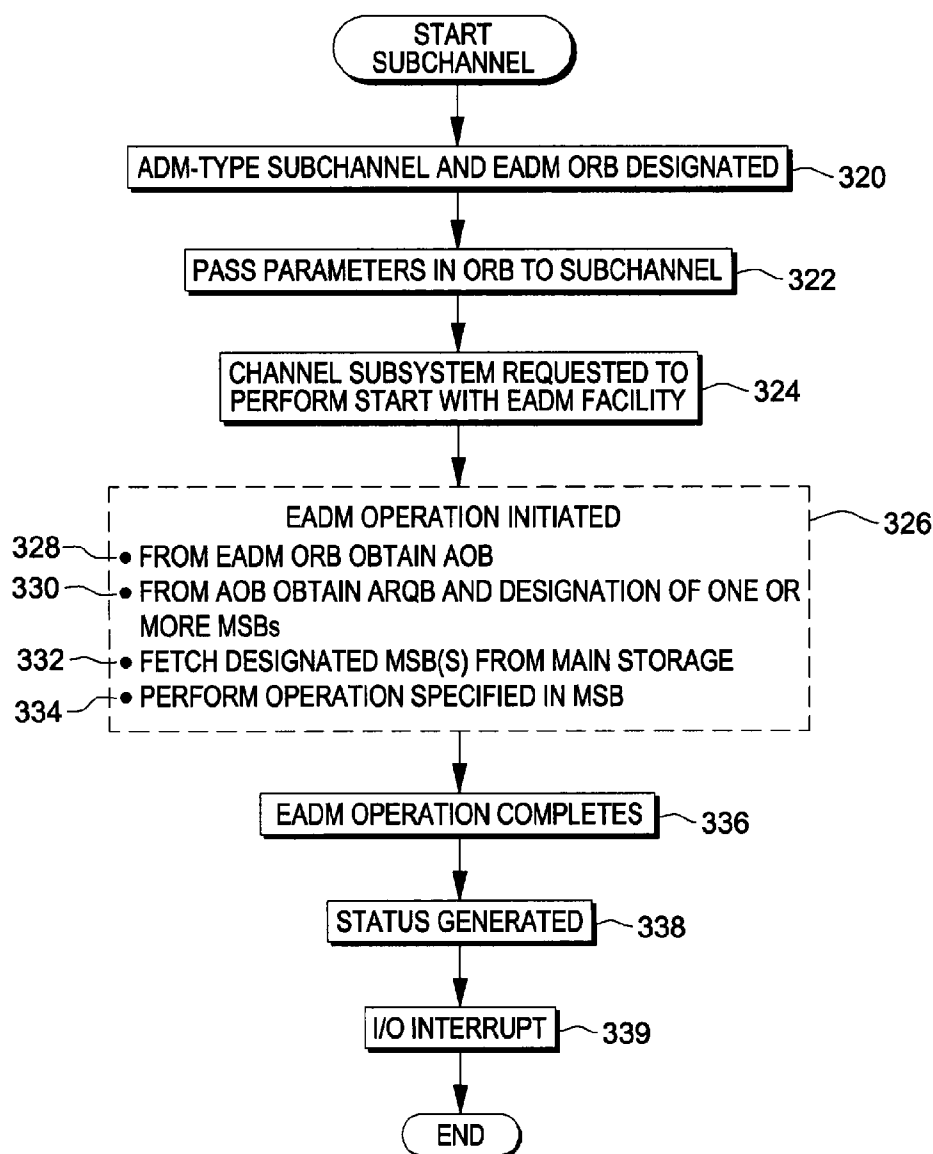 START
SUBCHANNEL
ADM-TYPE SUBCHANNEL AND EADM ORB DESIGNATED
320
PASS PARAMETERS IN ORB TO SUBCHANNEL
322
CHANNEL SUBSYSTEM REQUESTED TO
PERFORM START WITH EADM FACILITY
324
EADM OPERATION INITIATED
326
328
• FROM EADM ORB OBTAIN AOB
330
• FROM AOB OBTAIN ARQB AND DESIGNATION OF ONE OR
MORE MSBs
332
• FETCH DESIGNATED MSB(S) FROM MAIN STORAGE
334
• PERFORM OPERATION SPECIFIED IN MSB
EADM OPERATION COMPLETES
336
STATUS GENERATED
338
I/O INTERRUPT
339
END